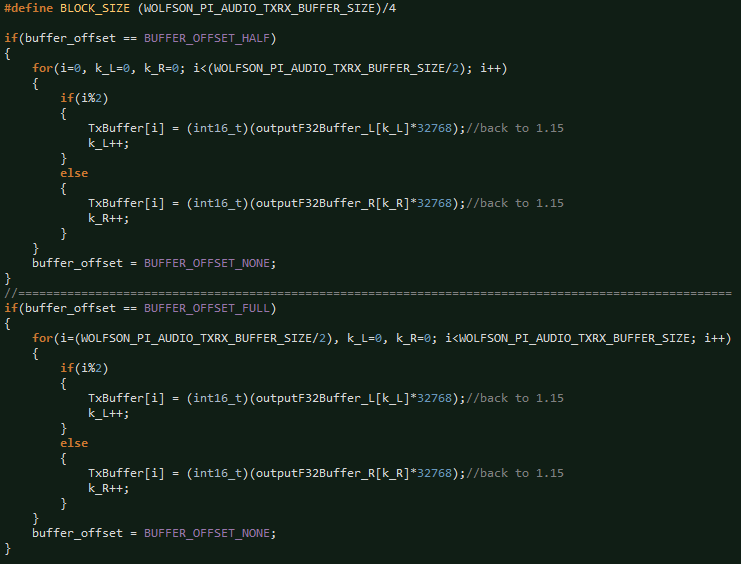 #define BLOCK_SIZE (WOLFSON_PI_AUDIO_TXRX_BUFFER_SIZE)/4
if(buffer_offset == BUFFER_OFFSET_HALF)
{
for(i=0, k_L=0, k_R=0; i<(WOLFSON_PI_AUDIO_TXRX_BUFFER_SIZE/2); i++)
{
if(i%2)
{
TxBuffer[i] = (int16_t)(outputF32Buffer_L[k_L]*32768);//back to 1.15
k_L++;
}
else
{
TxBuffer[i] = (int16_t)(outputF32Buffer_R[k_R]*32768);//back to 1.15
k_R++;
}
}
buffer_offset = BUFFER_OFFSET_NONE;
}
//======================================================================================================
if(buffer_offset == BUFFER_OFFSET_FULL)
{
for(i=(WOLFSON_PI_AUDIO_TXRX_BUFFER_SIZE/2), k_L=0, k_R=0; i<WOLFSON_PI_AUDIO_TXRX_BUFFER_SIZE; i++)
{
if(i%2)
{
TxBuffer[i] = (int16_t)(outputF32Buffer_L[k_L]*32768);//back to 1.15
k_L++;
}
else
{
TxBuffer[i] = (int16_t)(outputF32Buffer_R[k_R]*32768);//back to 1.15
k_R++;
}
}
buffer_offset = BUFFER_OFFSET_NONE;
}